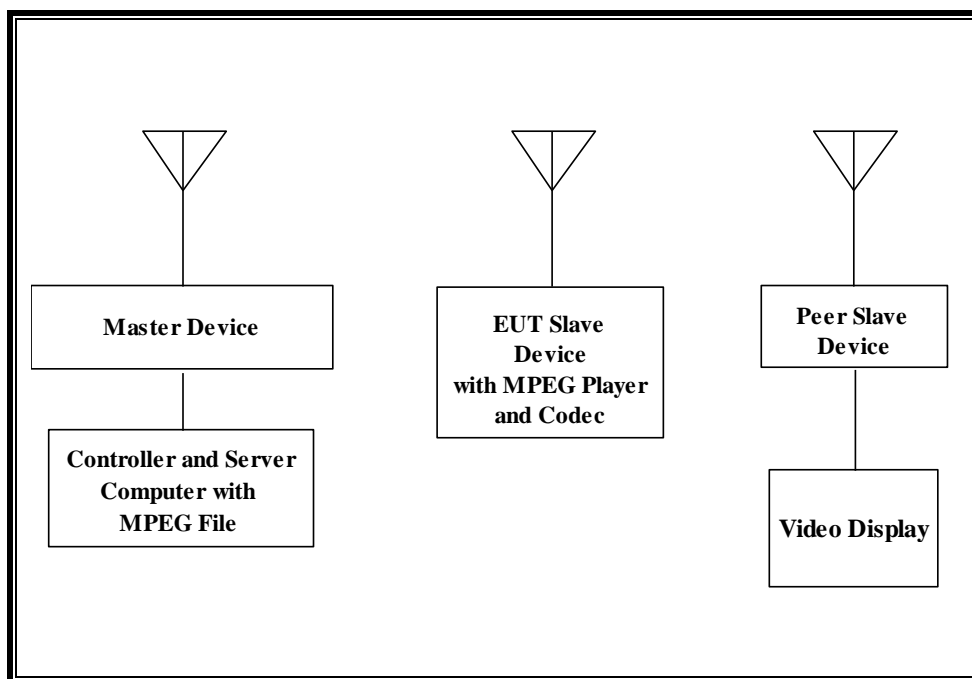 Master Device
Controller and Server
Computer with
MPEG File
EUT Slave
Device
with MPEG Player
and Codec
Peer Slave
Device
Video Display